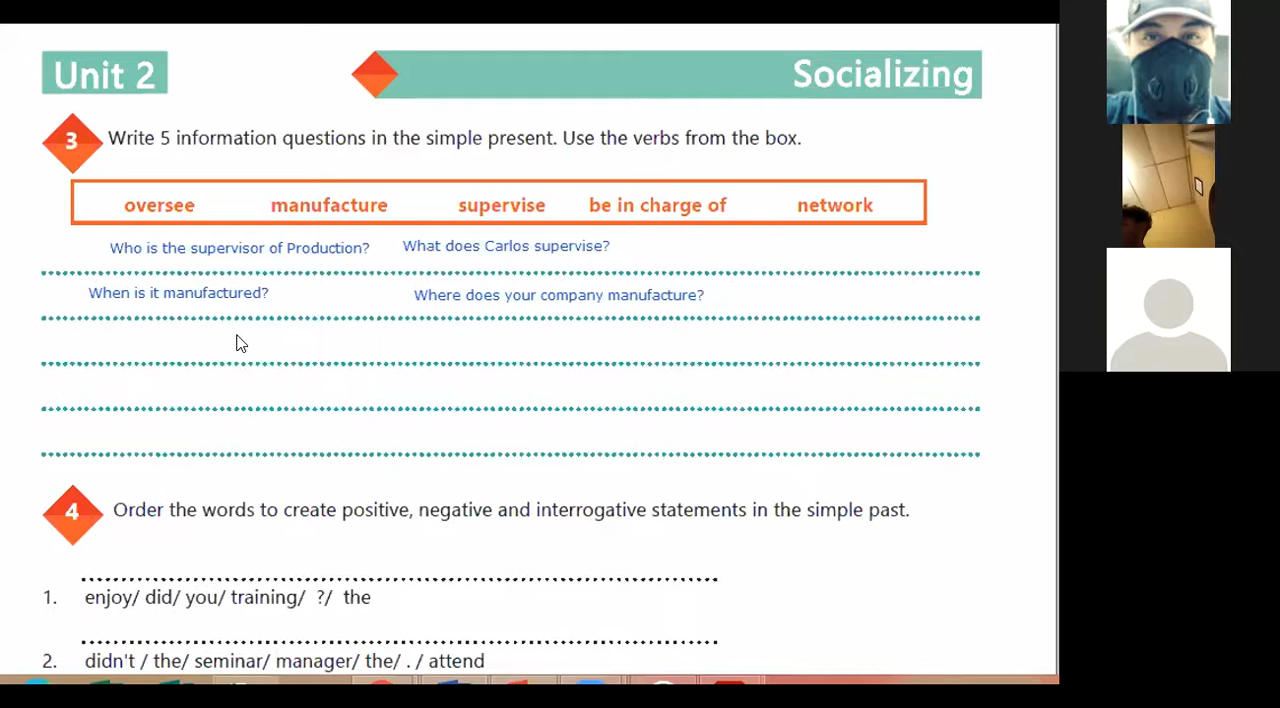 Unit 2
Socializing
3 Write 5 information questions in the simple present. Use the verbs from the box.
oversee manufacture supervise be in charge of network
Who is the supervisor of Production? What does Carlos supervise?
When is it manufactured? Where does your company manufacture?
4 Order the words to create positive, negative and interrogative statements in the simple past.
1. enjoy/ did/ you/ training/ ?/ the
2. didn't / the/ seminar/ manager/ the/ . / attend